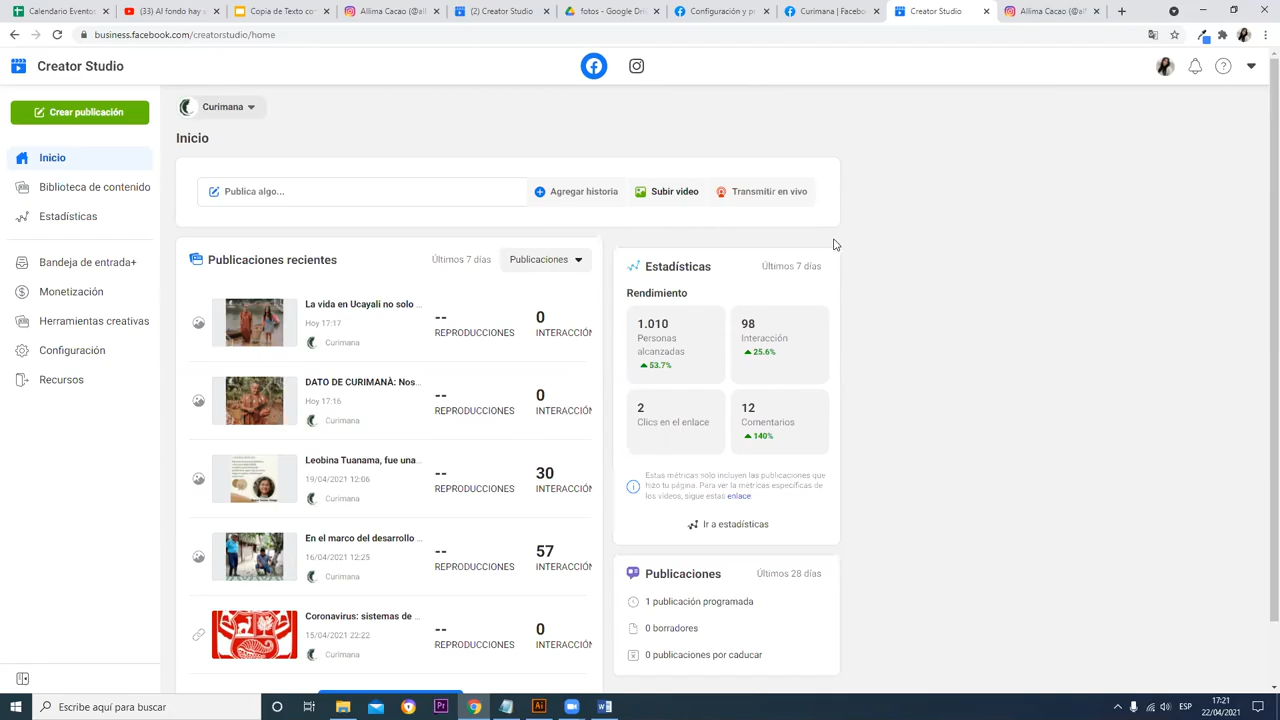 Calendario Evento
(33) Al fondo hay
Copia de Texto co
Allima Cacao (@al
(2) Creator Studio
fotos - Google Dri
Configuración y p
Curimana | Faceb
Creator Studio
Allima Cacao (@al
business.facebook.com/creatorstudio/home
Creator Studio
Crear publicación
Curimana
Inicio
Inicio
Biblioteca de contenido
Estadísticas
Bandeja de entrada+
Monetización
Herramientas creativas
Configuración
Recursos
Publica algo...
Agregar historia
Subir video
Transmitir en vivo
Publicaciones recientes
Últimos 7 días
Publicaciones
La vida en Ucayali no solo ...
Hoy 17:17
Curimana
--
REPRODUCCIONES
0
INTERACCIÓN
DATO DE CURIMANÀ: Nos...
Hoy 17:16
Curimana
--
REPRODUCCIONES
0
INTERACCIÓN
Leobina Tuanama, fue una...
19/04/2021 12:06
Curimana
--
REPRODUCCIONES
30
INTERACCIÓN
En el marco del desarrollo ...
16/04/2021 12:25
Curimana
--
REPRODUCCIONES
57
INTERACCIÓN
Coronavirus: sistemas de ...
15/04/2021 22:22
Curimana
--
REPRODUCCIONES
0
INTERACCIÓN
Estadísticas
Últimos 7 días
Rendimiento
1.010
Personas
alcanzadas
53.7%
98
Interacción
25.6%
2
Clics en el enlace
12
Comentarios
140%
Estas métricas solo incluyen las publicaciones que
hizo tu página. Para ver la métricas específicas de
los videos, sigue estas enlace
Ir a estadísticas
Publicaciones
Últimos 28 días
1 publicación programada
0 borradores
0 publicaciones por caducar
Escribe aquí para buscar
Pr
Ai
ESP
17:21
22/04/2021